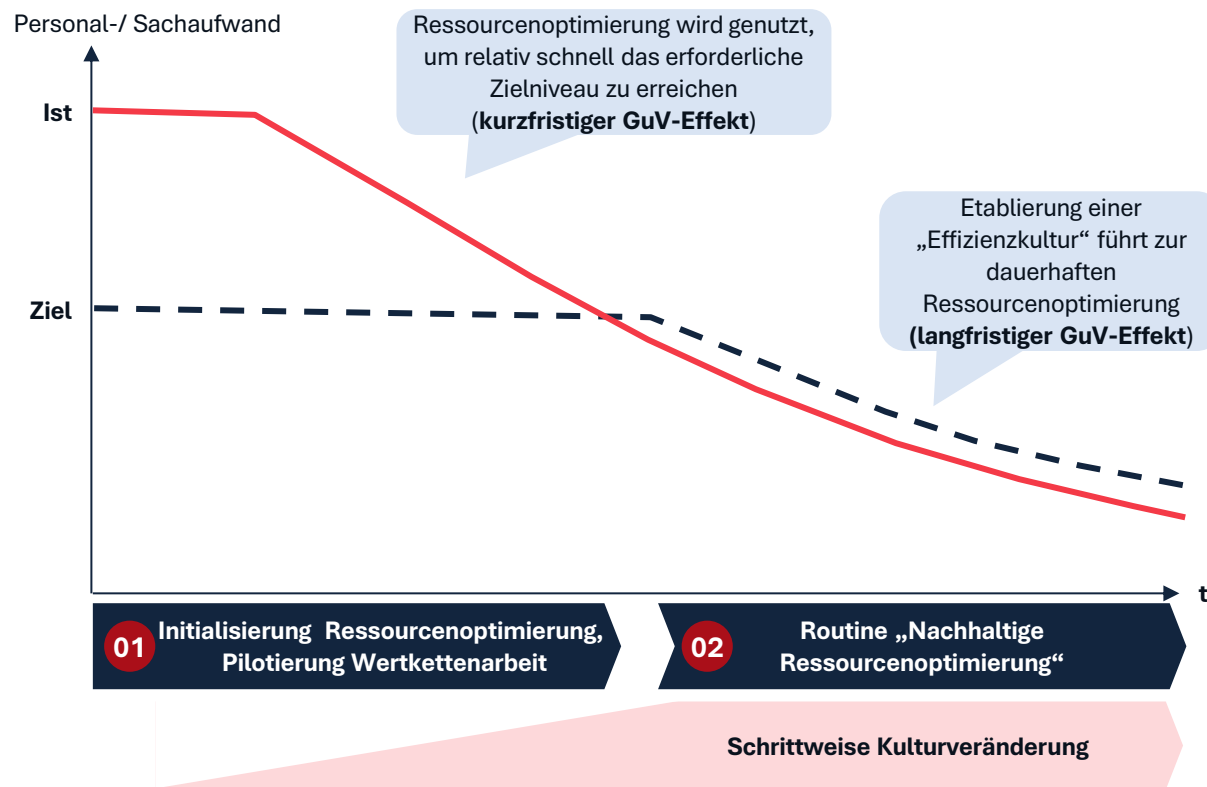 Personal-/ Sachaufwand
Ressourcenoptimierung wird genutzt,
um relativ schnell das erforderliche
Zielniveau zu erreichen
(kurzfristiger GuV-Effekt)
Ist
Etablierung einer
„Effizienzkultur“ führt zur
dauerhaften
Ressourcenoptimierung
(langfristiger GuV-Effekt)
Ziel
t
01 Initialisierung Ressourcenoptimierung,
Pilotierung Wertkettenarbeit
02 Routine „Nachhaltige
Ressourcenoptimierung“
Schrittweise Kulturveränderung